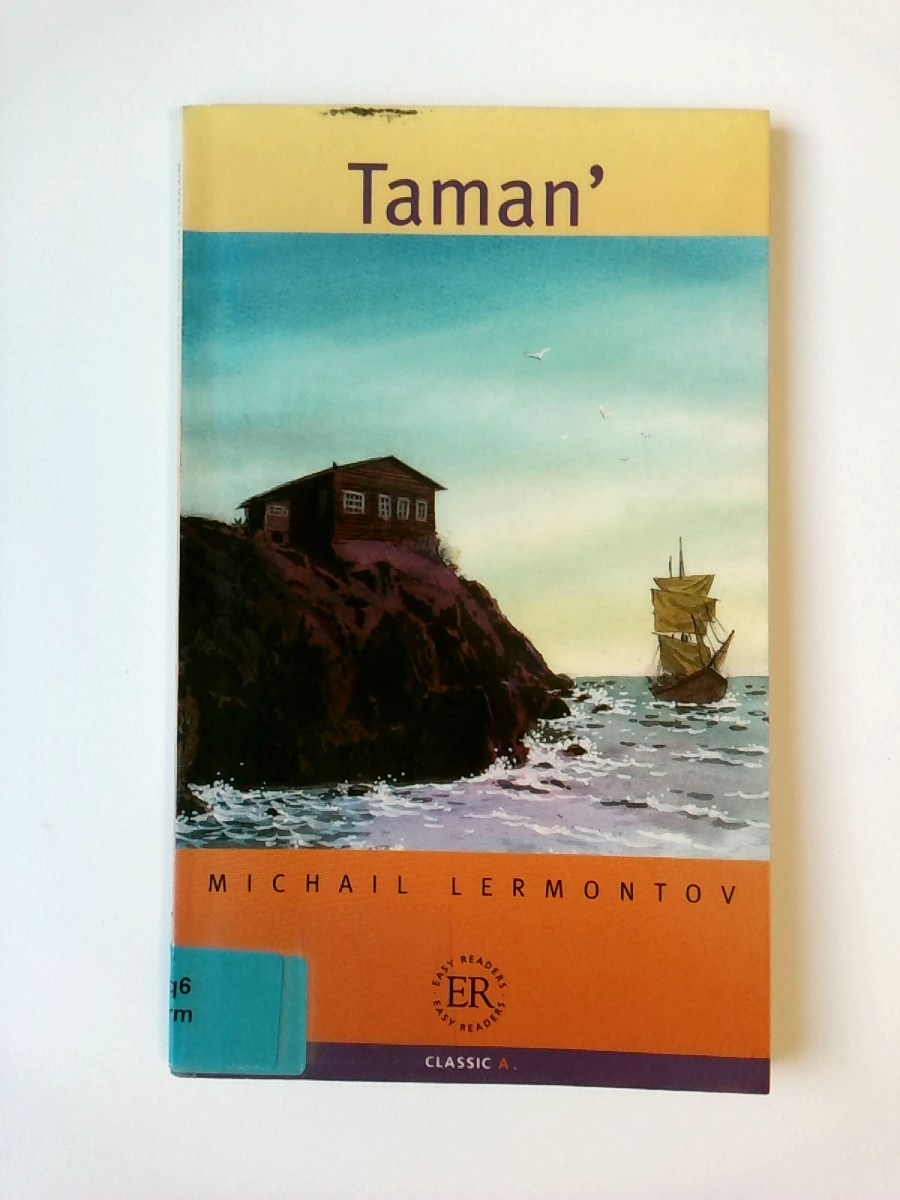 Taman’
MICHAIL LERMONTOV
· EASY READERS ·
ER
EASY READERS
CLASSIC A.
q6
rm